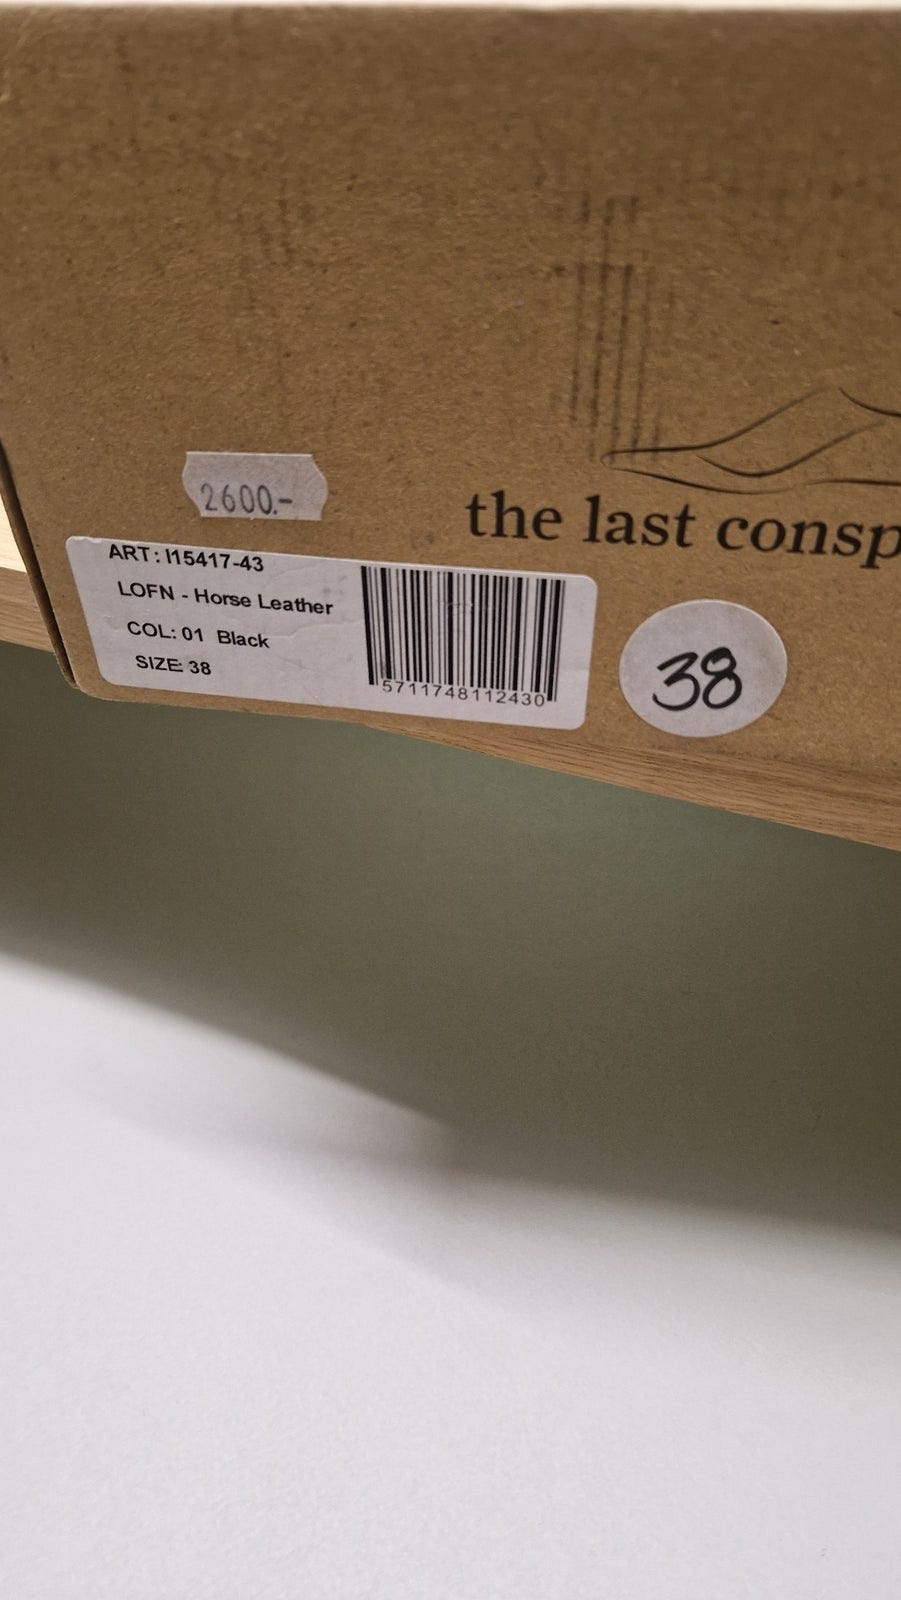 2600.-
the last consp
ART: I15417-43
LOFN - Horse Leather
COL: 01 Black
SIZE: 38
5711748112430
38